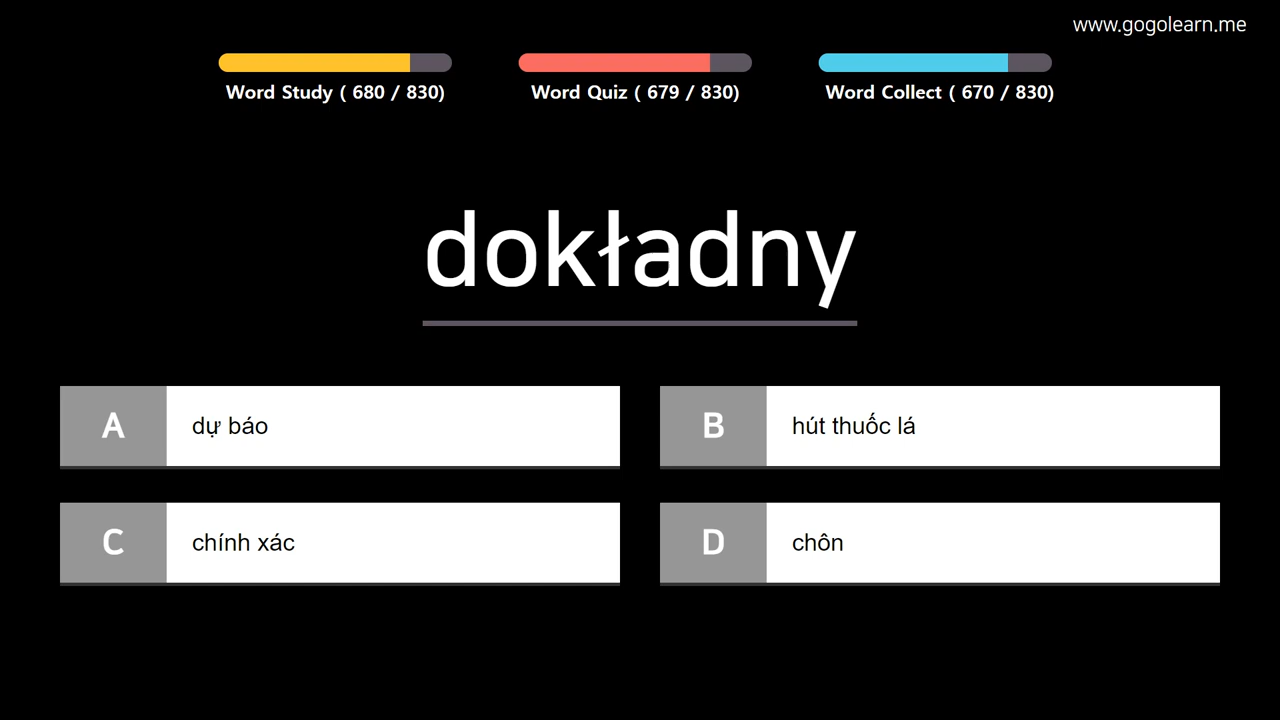 www.gogolearn.me
Word Study ( 680 / 830)
Word Quiz ( 679 / 830)
Word Collect ( 670 / 830)
dokładny
A
dự báo
B
hút thuốc lá
C
chính xác
D
chôn